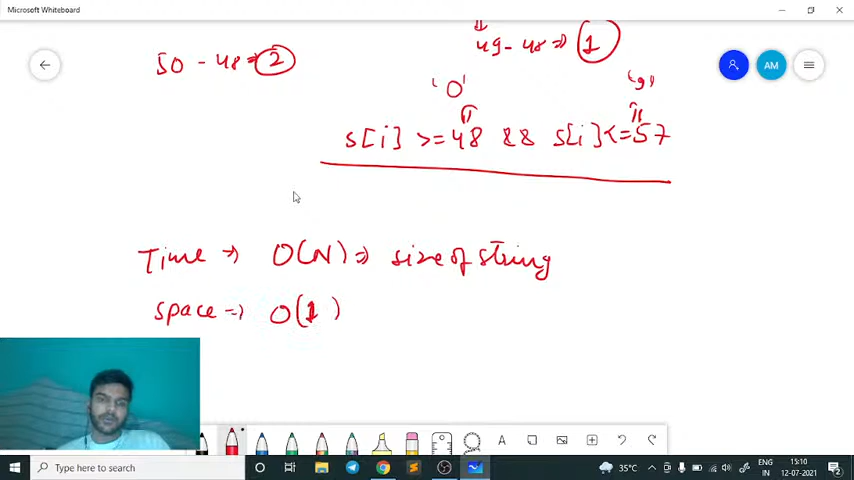 Microsoft Whiteboard
50 - 48 => 2
49 - 48 => 1
'0' '9'
s[i] >= 48 && s[i] <= 57
AM
Time => O(N) => size of string
space => O(1)
Type here to search
35°C
ENG
IN
15:10
12-07-2021
2